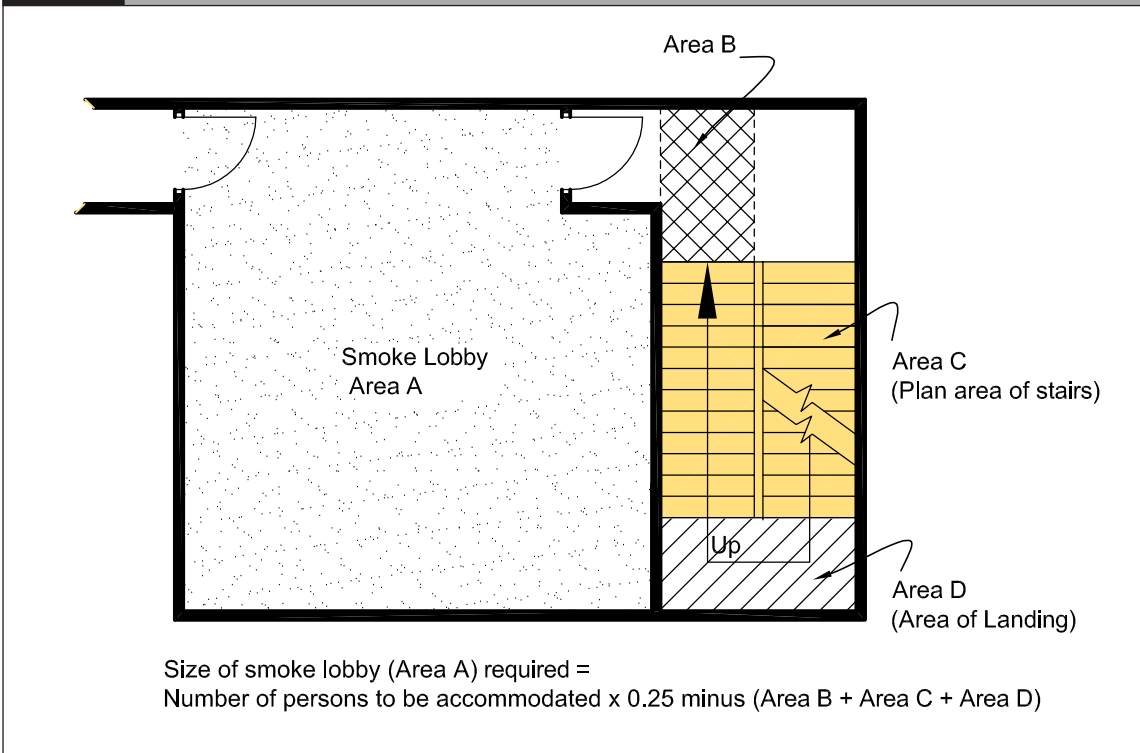 Area B
Smoke Lobby
Area A
Area C
(Plan area of stairs)
Up
Area D
(Area of Landing)
Size of smoke lobby (Area A) required =
Number of persons to be accommodated x 0.25 minus (Area B + Area C + Area D)